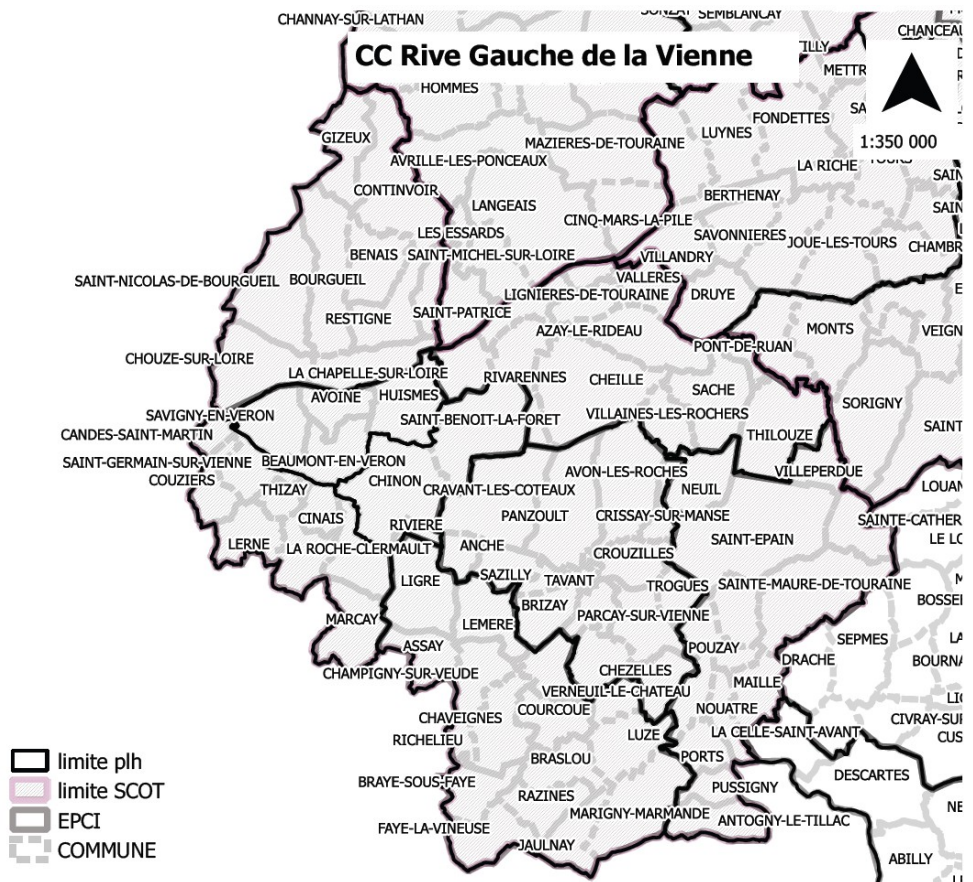 CHANNAY-SUR-LATHAN
SEMBLANCAY
CHANCEAU
CC Rive Gauche de la Vienne
TILLY
METTR
HOMMES
FONDETTES
1:350 000
LUYNES
GIZEUX
MAZIERES-DE-TOURAINE
AVRILLE-LES-PONCEAUX
LA RICHE
TOURS
SAIN
CONTINVOIR
BERTHENAY
LANGEAIS
SAIN
CINQ-MARS-LA-PILE
LES ESSARDS
SAVONNIERES
JOUE-LES-TOURS
CHAMBR
BENAIS
SAINT-MICHEL-SUR-LOIRE
VILLANDRY
SAINT-NICOLAS-DE-BOURGUEIL
BOURGUEIL
VALLERES
LIGNIERES-DE-TOURAINE
DRUYE
RESTIGNE
SAINT-PATRICE
AZAY-LE-RIDEAU
MONTS
VEIGN
PONT-DE-RUAN
CHOUZE-SUR-LOIRE
LA CHAPELLE-SUR-LOIRE
RIVARENNES
CHEILLE
SACHE
AVOINE
HUISMES
SORIGNY
SAVIGNY-EN-VERON
SAINT-BENOIT-LA-FORET
VILLAINES-LES-ROCHERS
SAINT
CANDES-SAINT-MARTIN
THILOUZE
SAINT-GERMAIN-SUR-VIENNE
BEAUMONT-EN-VERON
AVON-LES-ROCHES
VILLEPERDUE
COUZIERS
CHINON
THIZAY
CRAVANT-LES-COTEAUX
NEUIL
LOUAN
CINAIS
RIVIERE
PANZOULT
CRISSAY-SUR-MANSE
SAINTE-CATHER
LERNE
LA ROCHE-CLERMAULT
ANCHE
CROUZILLES
SAINT-EPAIN
LE LO
LIGRE
SAZILLY
TAVANT
TROGUES
SAINTE-MAURE-DE-TOURAINE
BRIZAY
BOSSEI
MARCAY
LEMERE
PARCAY-SUR-VIENNE
SEPMES
LA
ASSAY
POUZAY
DRACHE
BOURNA
CHAMPIGNY-SUR-VEUDE
CHEZELLES
MAILLE
VERNEUIL-LE-CHATEAU
COURCOUE
NOUATRE
CHAVEIGNES
CIVRAY-SUR
LUZE
LA CELLE-SAINT-AVANT
CUS
RICHELIEU
BRASLOU
PORTS
limite plh
DESCARTES
limite SCOT
BRAYE-SOUS-FAYE
PUSSIGNY
RAZINES
NE
EPCI
MARIGNY-MARMANDE
ANTOGNY-LE-TILLAC
FAYE-LA-VINEUSE
COMMUNE
JAULNAY
ABILLY